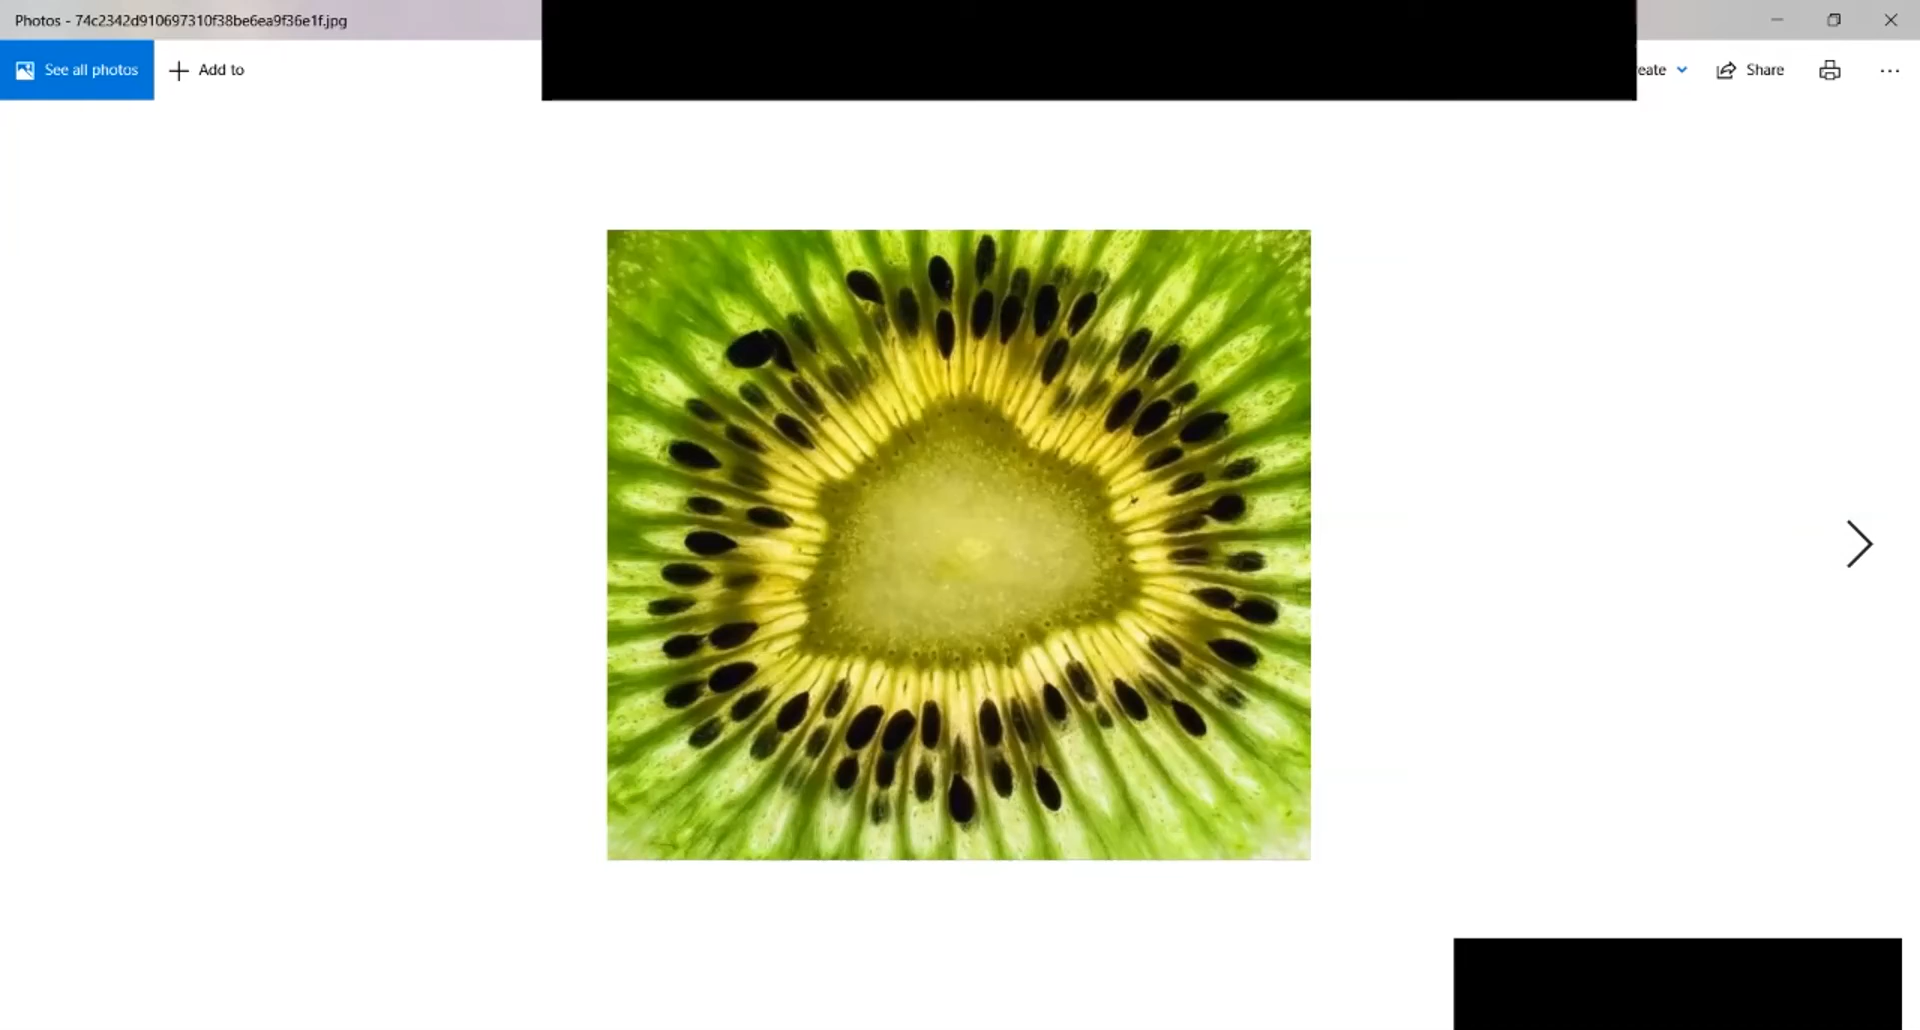 Photos - 74c2342d910697310f38be6ea9f36e1f.jpg
See all photos
Add to
eate
Share